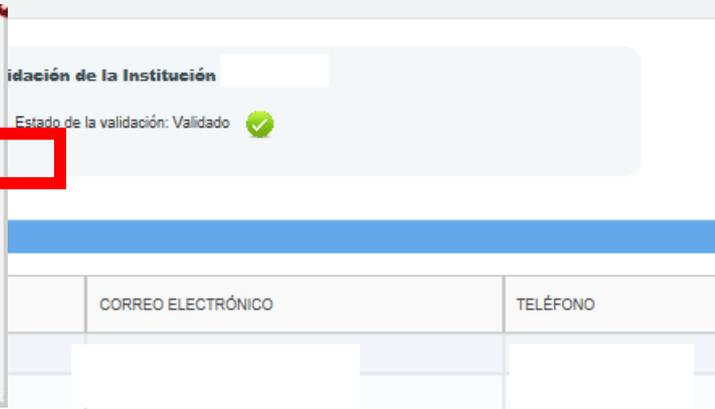 idación de la Institución
Estado de la validación: Validado
CORREO ELECTRÓNICO TELÉFONO